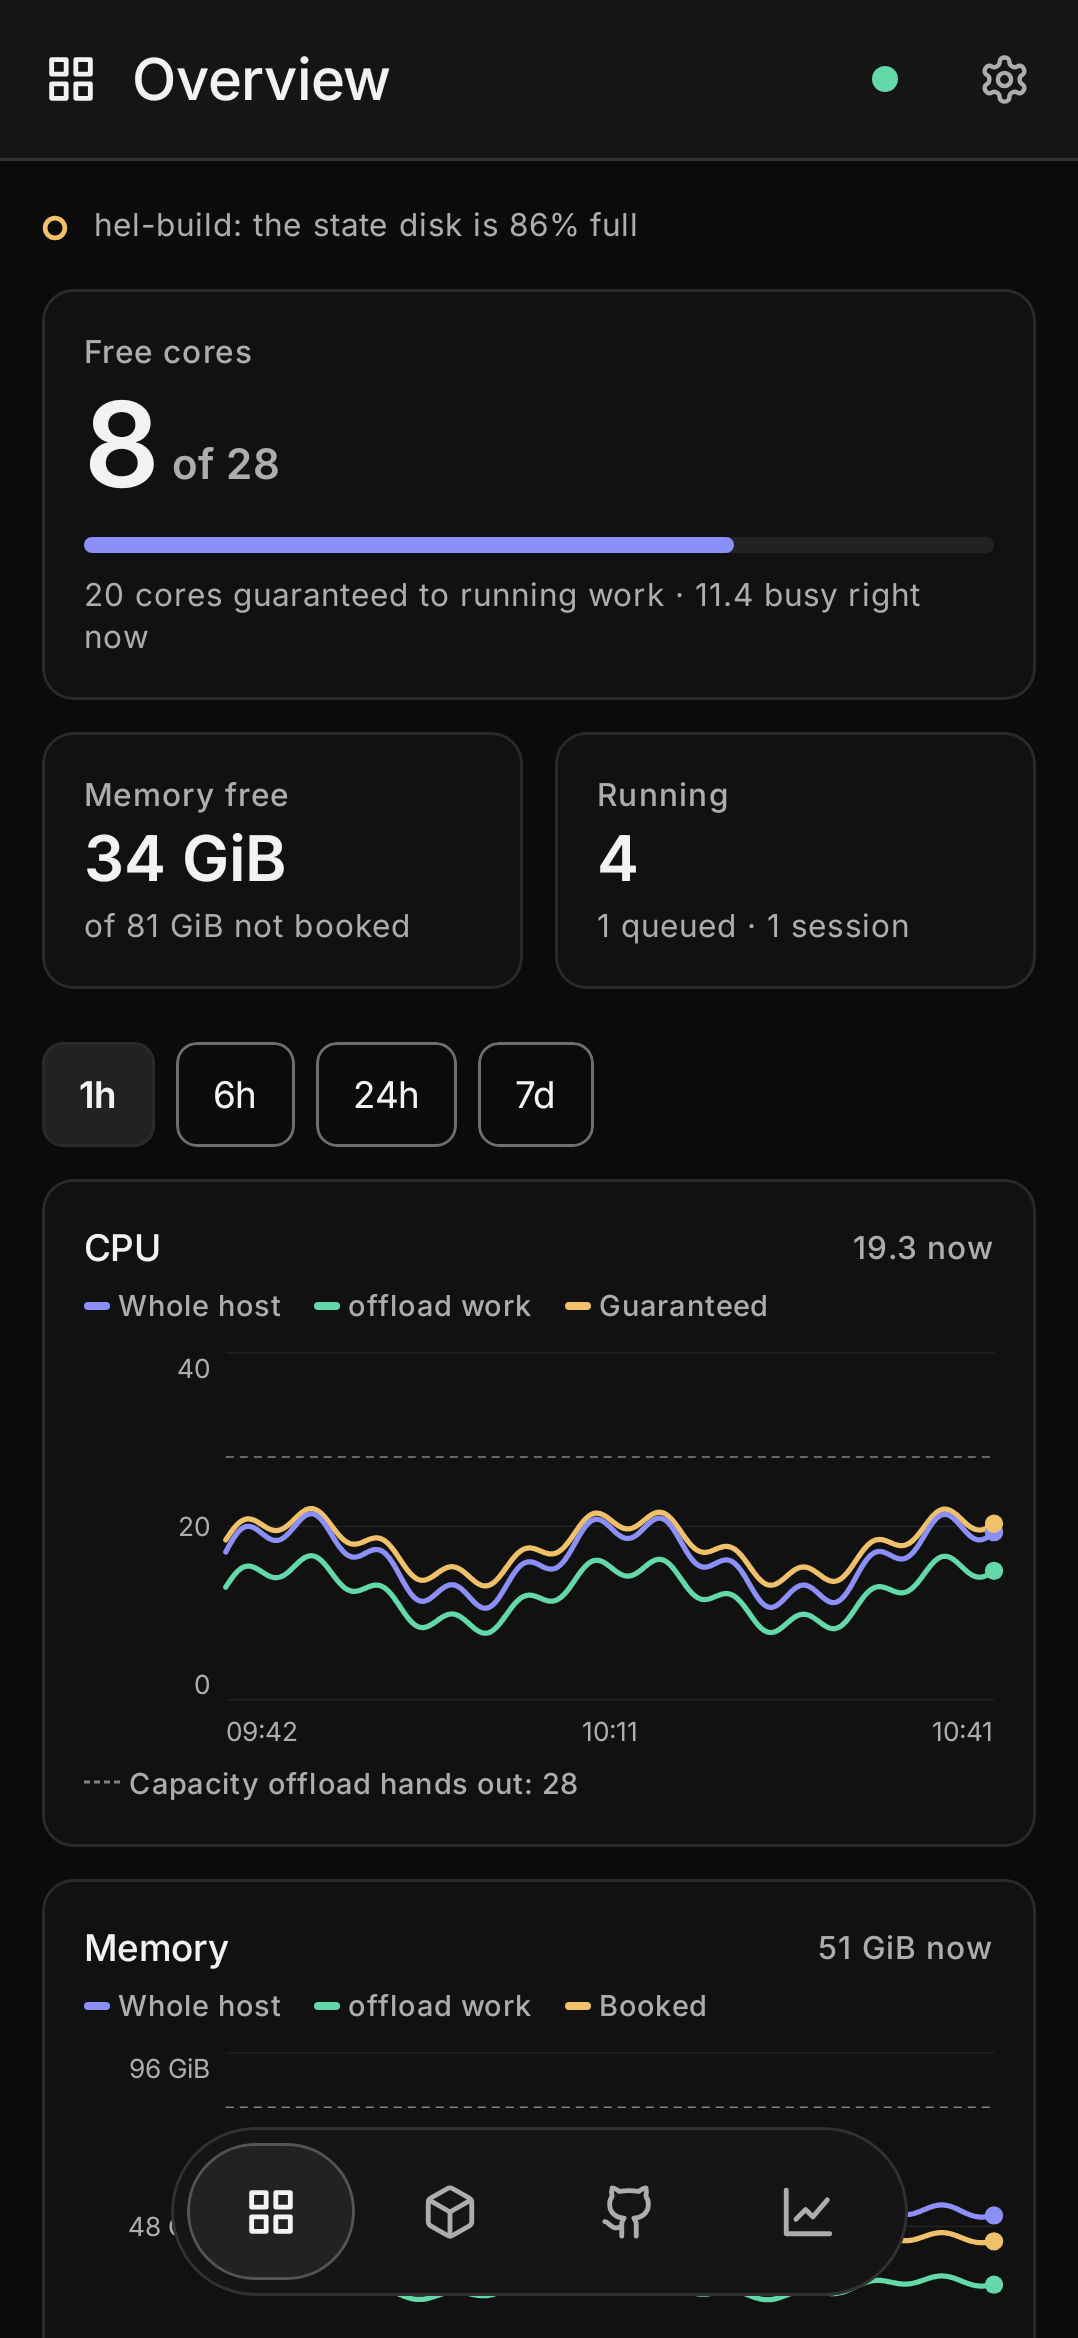 Overview
hel-build: the state disk is 86% full
Free cores
8 of 28
20 cores guaranteed to running work · 11.4 busy right
now
Memory free
34 GiB
of 81 GiB not booked
Running
4
1 queued · 1 session
1h 6h 24h 7d
CPU 19.3 now
Whole host offload work Guaranteed
40
20
0
09:42 10:11 10:41
Capacity offload hands out: 28
Memory 51 GiB now
Whole host offload work Booked
96 GiB
48